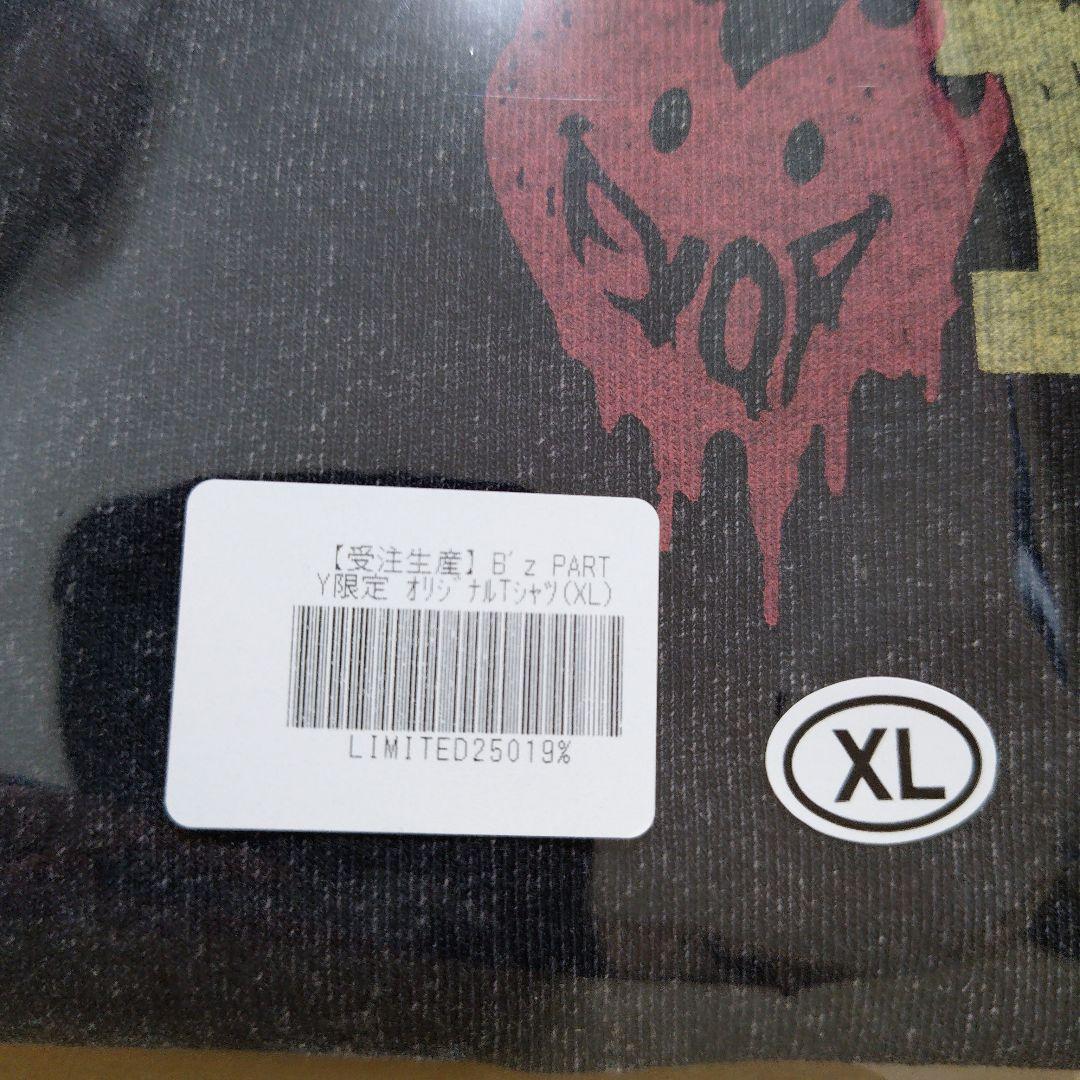 FYOP
【受注生産】B'z PART
Y限定 ｵﾘｼﾞﾅﾙTｼｬﾂ(XL)
LIMITED25019%
XL